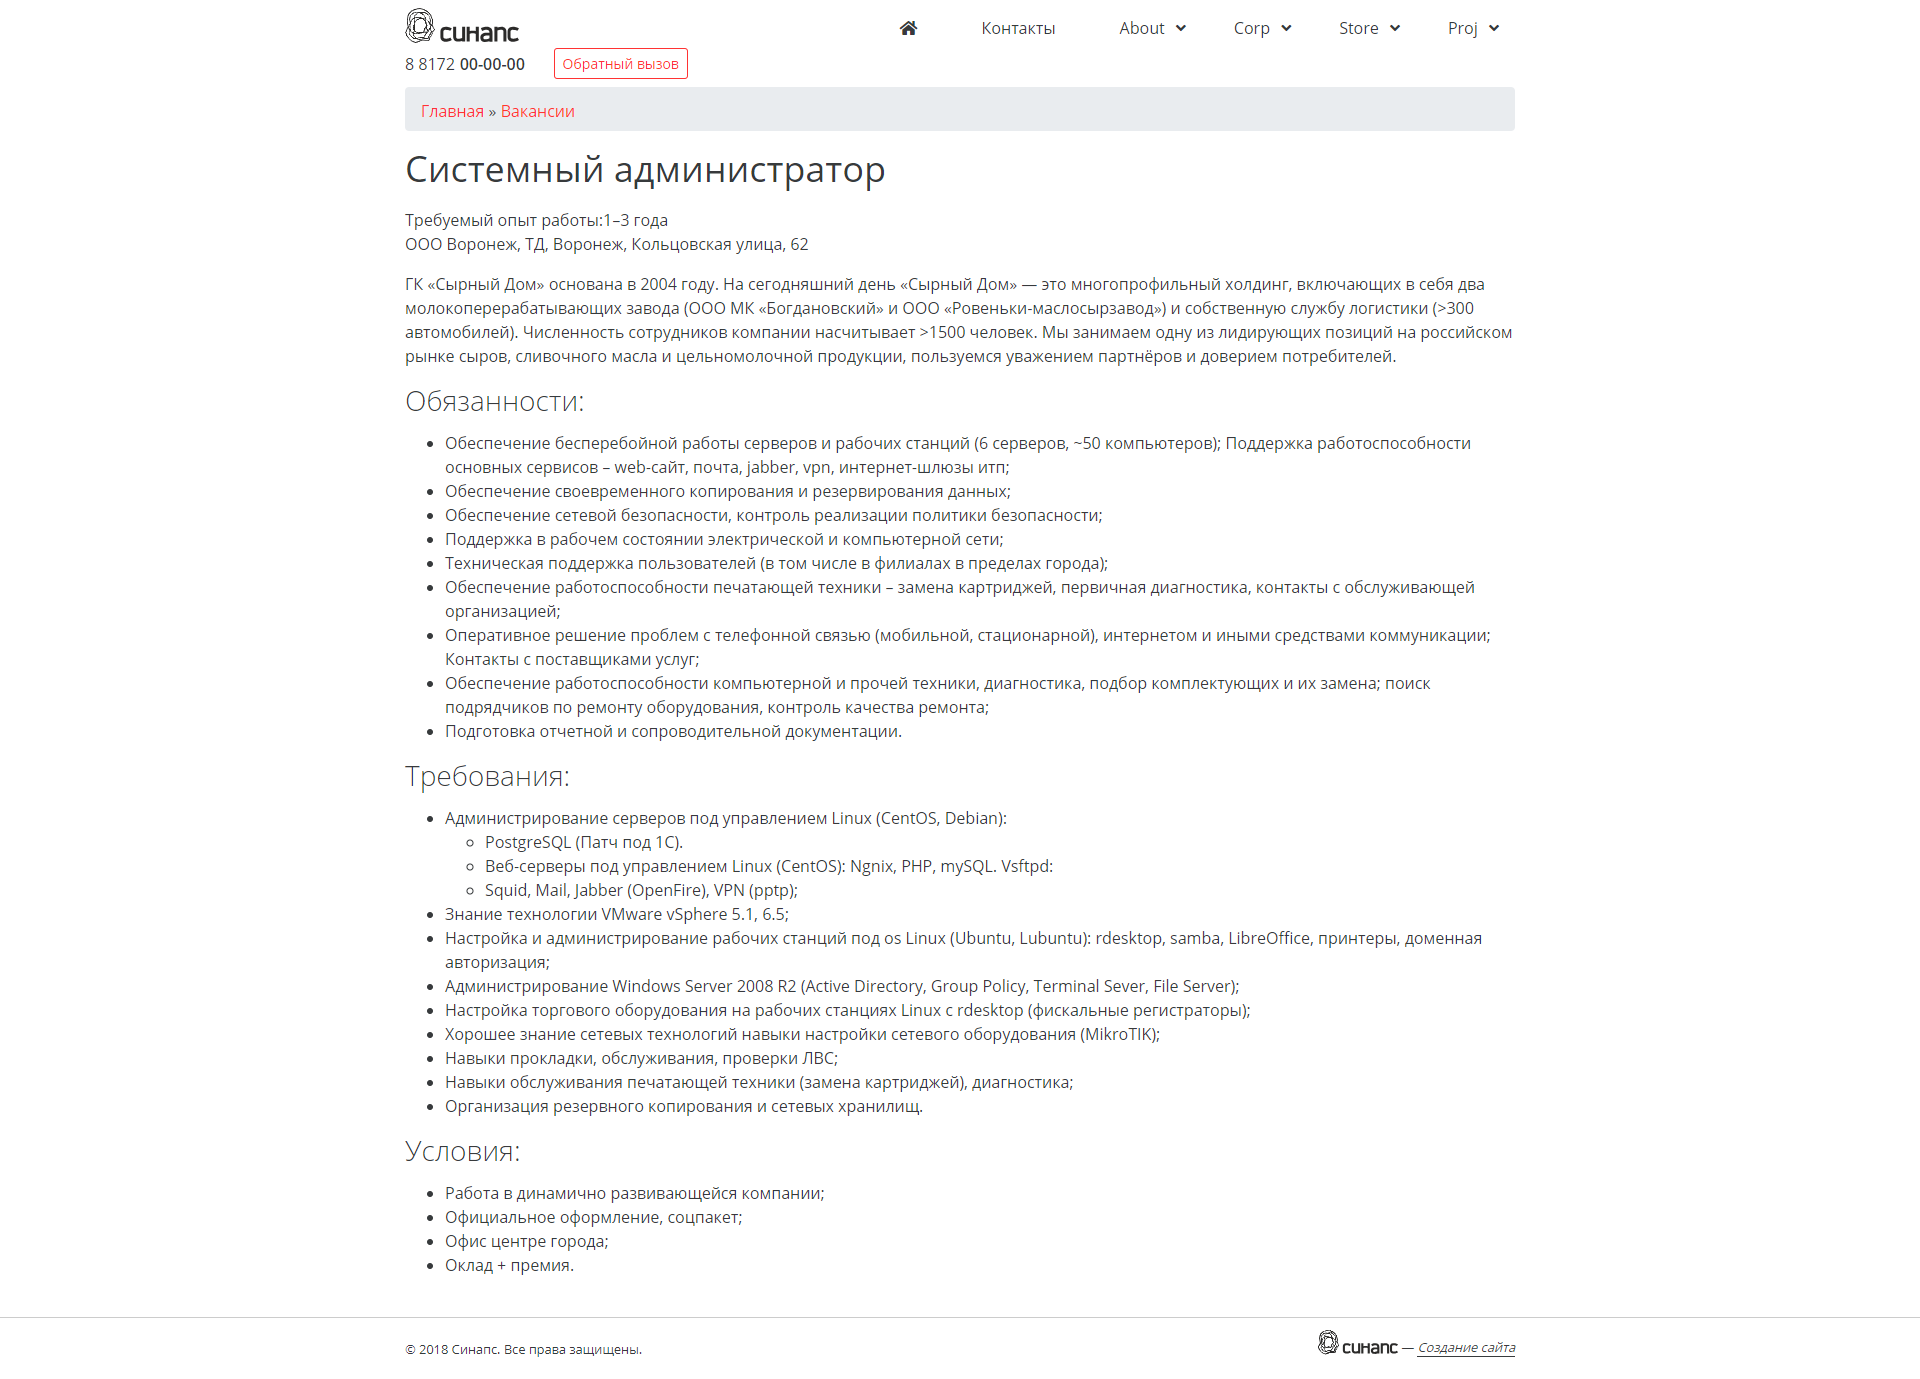 синапс
Контакты About Corp Store Proj
8 8172 00-00-00 Обратный вызов
Главная » Вакансии
Системный администратор
Требуемый опыт работы:1–3 года
ООО Воронеж, ТД, Воронеж, Кольцовская улица, 62
ГК «Сырный Дом» основана в 2004 году. На сегодняшний день «Сырный Дом» — это многопрофильный холдинг, включающих в себя два
молокоперерабатывающих завода (ООО МК «Богдановский» и ООО «Ровеньки-маслосырзавод») и собственную службу логистики (>300
автомобилей). Численность сотрудников компании насчитывает >1500 человек. Мы занимаем одну из лидирующих позиций на российском
рынке сыров, сливочного масла и цельномолочной продукции, пользуемся уважением партнёров и доверием потребителей.
Обязанности:
Обеспечение бесперебойной работы серверов и рабочих станций (6 серверов, ~50 компьютеров); Поддержка работоспособности
основных сервисов – web-сайт, почта, jabber, vpn, интернет-шлюзы итп;
Обеспечение своевременного копирования и резервирования данных;
Обеспечение сетевой безопасности, контроль реализации политики безопасности;
Поддержка в рабочем состоянии электрической и компьютерной сети;
Техническая поддержка пользователей (в том числе в филиалах в пределах города);
Обеспечение работоспособности печатающей техники – замена картриджей, первичная диагностика, контакты с обслуживающей
организацией;
Оперативное решение проблем с телефонной связью (мобильной, стационарной), интернетом и иными средствами коммуникации;
Контакты с поставщиками услуг;
Обеспечение работоспособности компьютерной и прочей техники, диагностика, подбор комплектующих и их замена; поиск
подрядчиков по ремонту оборудования, контроль качества ремонта;
Подготовка отчетной и сопроводительной документации.
Требования:
Администрирование серверов под управлением Linux (CentOS, Debian):
PostgreSQL (Патч под 1С).
Веб-серверы под управлением Linux (CentOS): Ngnix, PHP, mySQL. Vsftpd:
Squid, Mail, Jabber (OpenFire), VPN (pptp);
Знание технологии VMware vSphere 5.1, 6.5;
Настройка и администрирование рабочих станций под os Linux (Ubuntu, Lubuntu): rdesktop, samba, LibreOffice, принтеры, доменная
авторизация;
Администрирование Windows Server 2008 R2 (Active Directory, Group Policy, Terminal Sever, File Server);
Настройка торгового оборудования на рабочих станциях Linux с rdesktop (фискальные регистраторы);
Хорошее знание сетевых технологий навыки настройки сетевого оборудования (MikroTIK);
Навыки прокладки, обслуживания, проверки ЛВС;
Навыки обслуживания печатающей техники (замена картриджей), диагностика;
Организация резервного копирования и сетевых хранилищ.
Условия:
Работа в динамично развивающейся компании;
Официальное оформление, соцпакет;
Офис центре города;
Оклад + премия.
© 2018 Синапс. Все права защищены.
синапс — Создание сайта